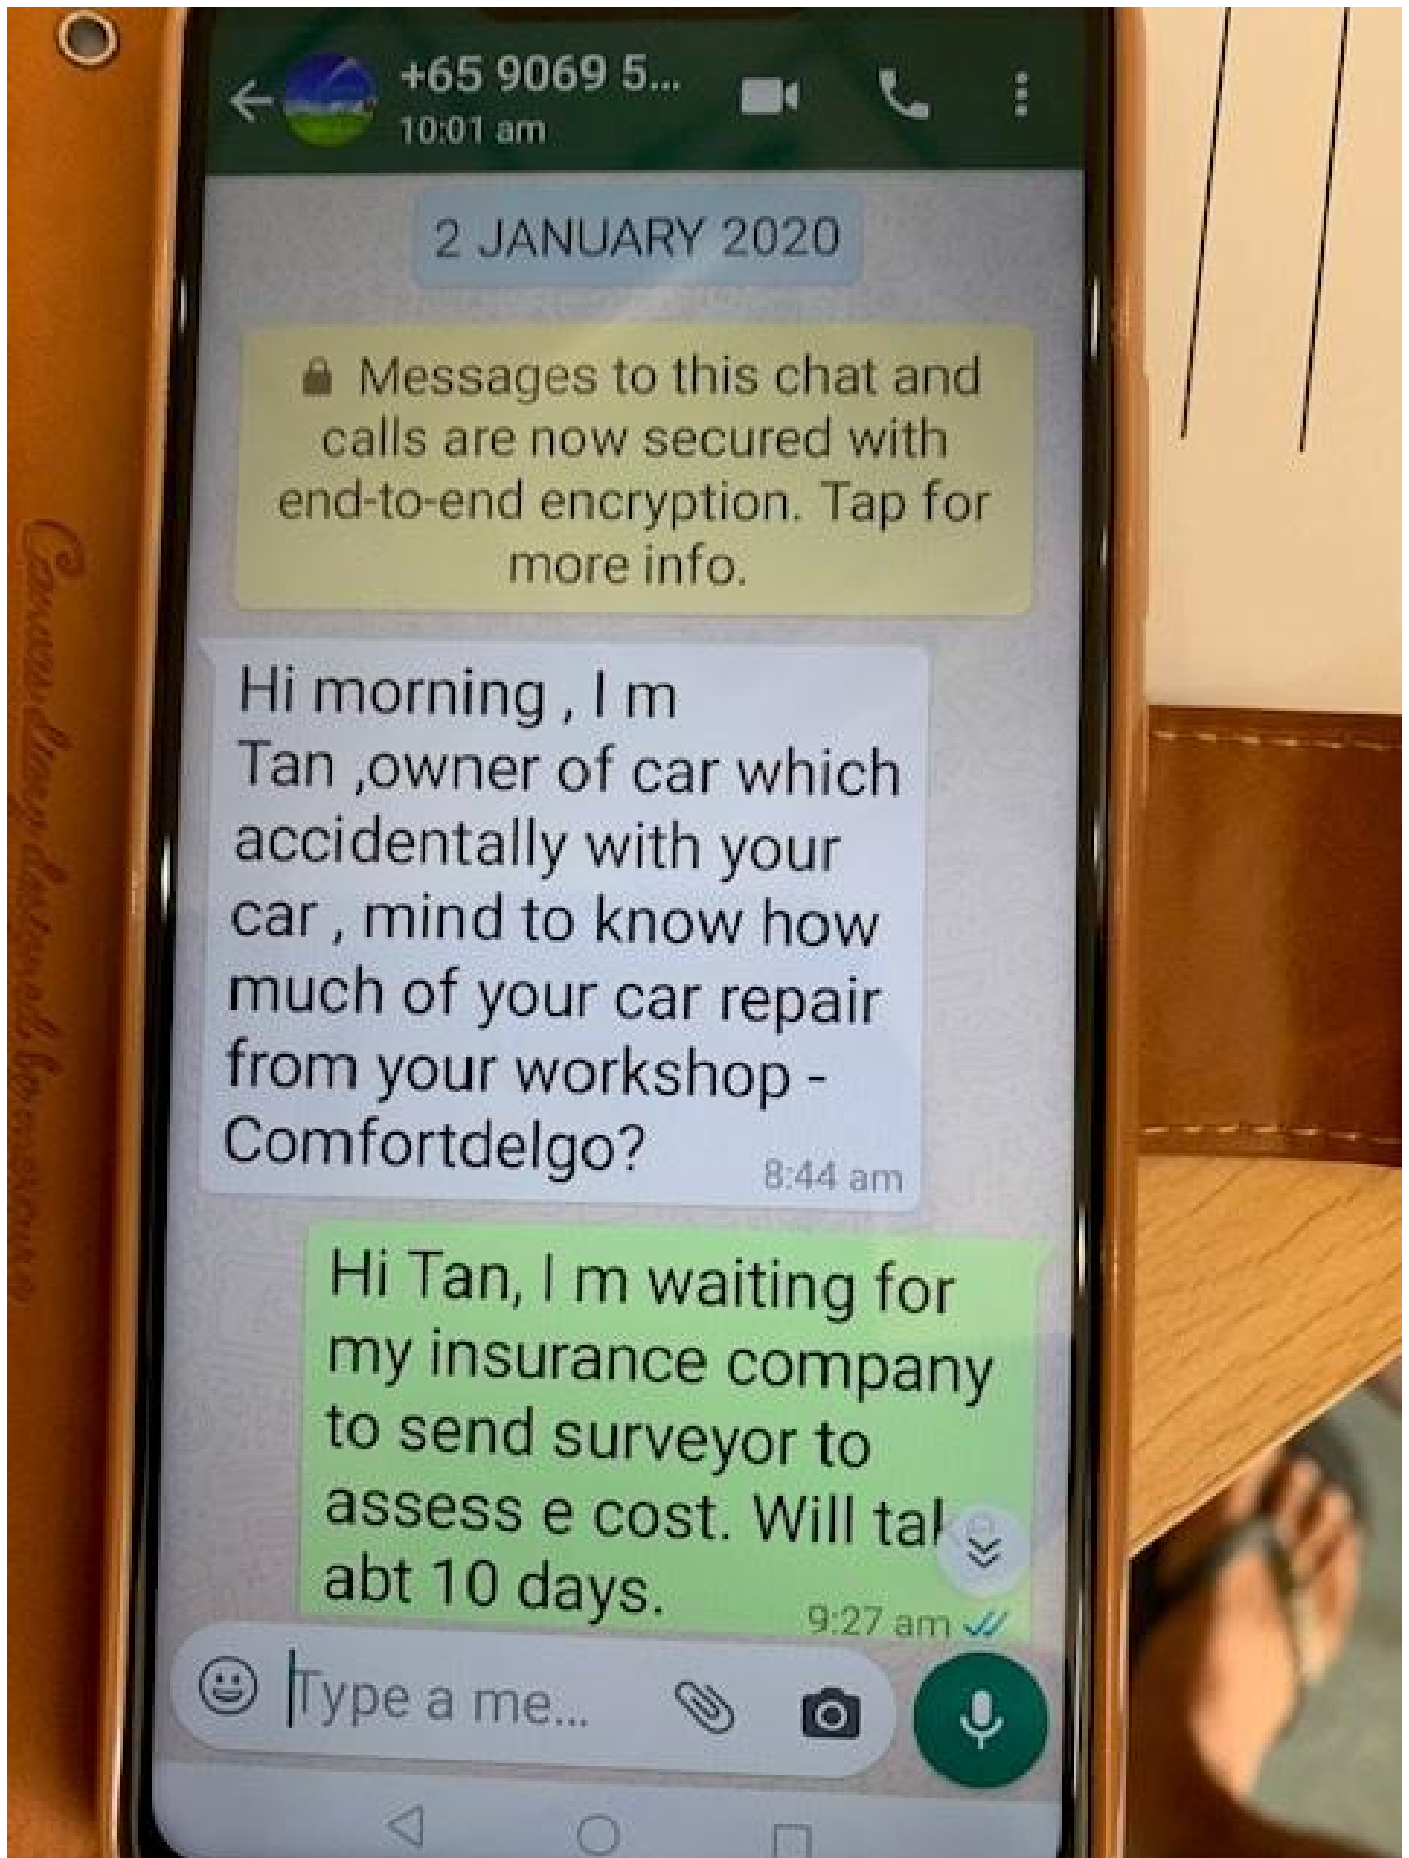 +65 9069 5...
10:01 am
2 JANUARY 2020
Messages to this chat and
calls are now secured with
end-to-end encryption. Tap for
more info.
Hi morning , I m
Tan ,owner of car which
accidentally with your
car , mind to know how
much of your car repair
from your workshop -
Comfortdelgo?
8:44 am
Hi Tan, I m waiting for
my insurance company
to send surveyor to
assess e cost. Will
abt 10 days.
9:27 am
Type a me...